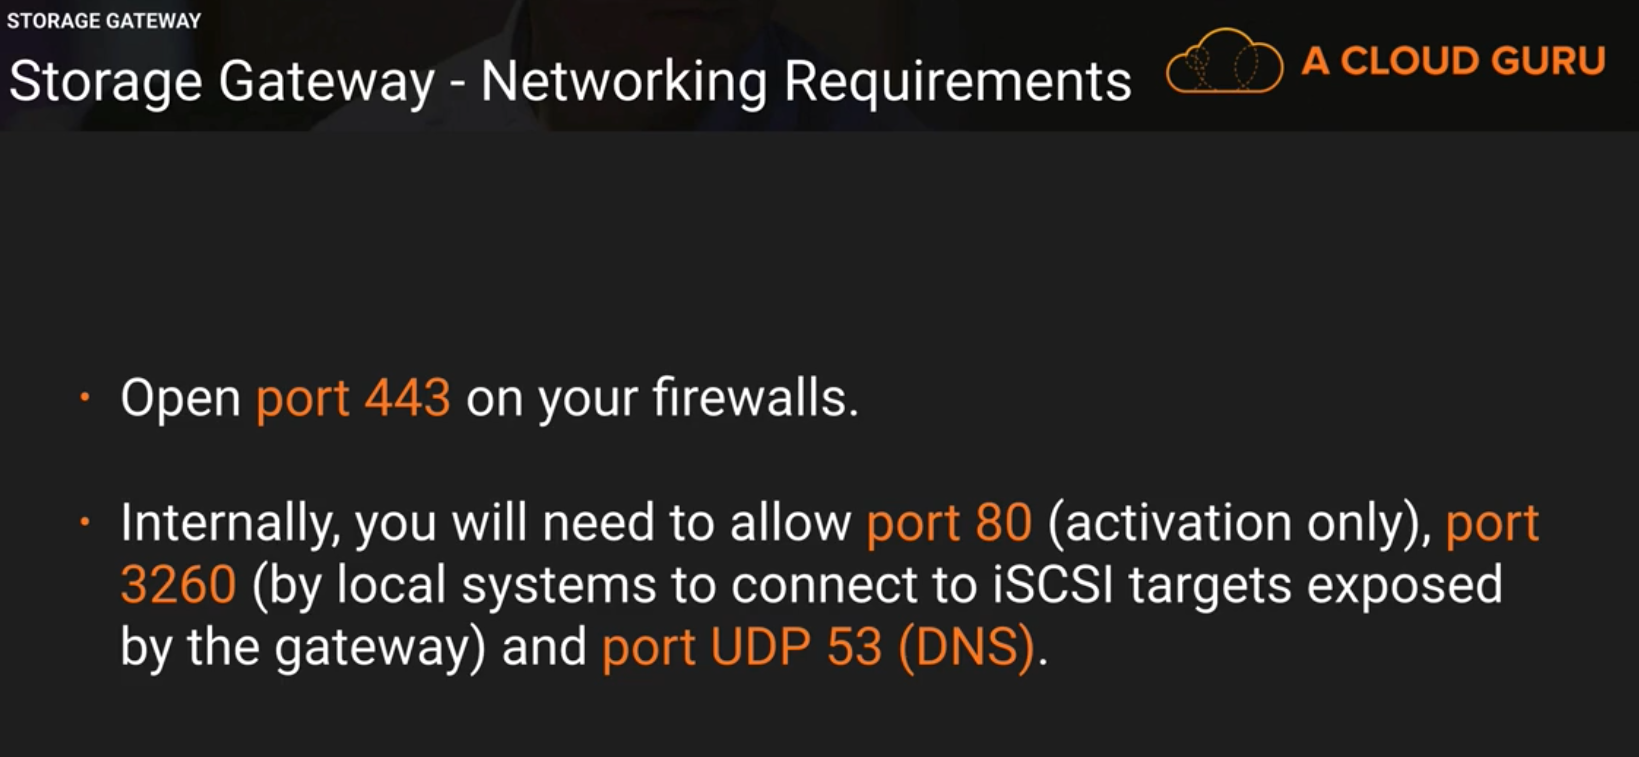 STORAGE GATEWAY
Storage Gateway - Networking Requirements
A CLOUD GURU
• Open port 443 on your firewalls.
• Internally, you will need to allow port 80 (activation only), port
3260 (by local systems to connect to iSCSI targets exposed
by the gateway) and port UDP 53 (DNS).